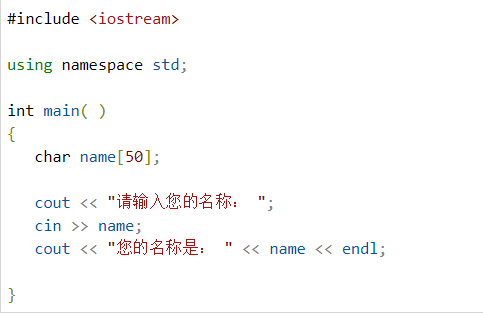 #include <iostream>
using namespace std;
int main( )
{
char name[50];
cout << "请输入您的名称： ";
cin >> name;
cout << "您的名称是： " << name << endl;
}